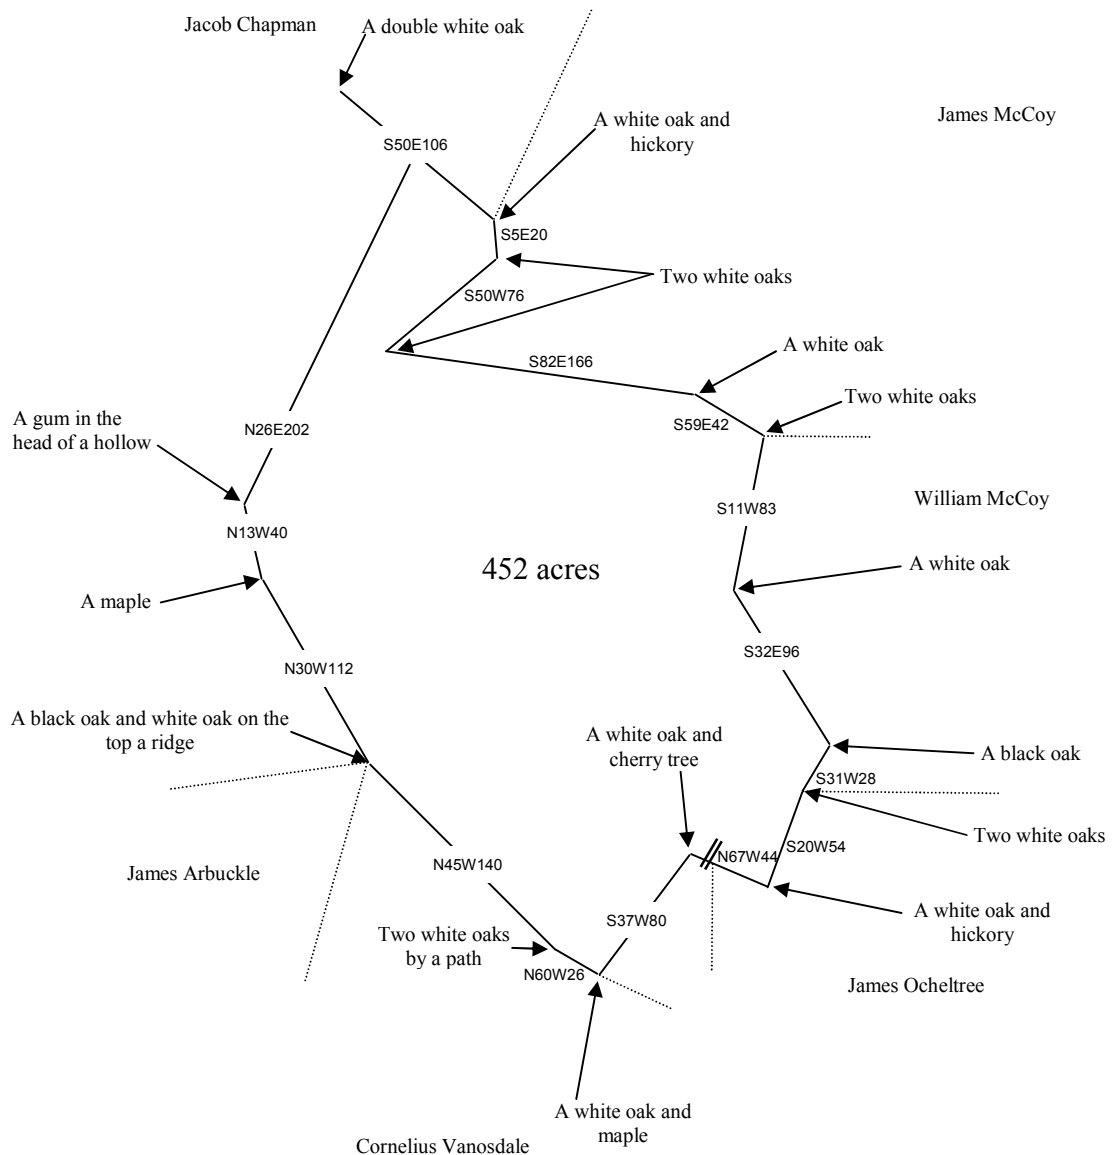 Jacob Chapman
A double white oak
James McCoy
A white oak and
hickory
S50E106
S5E20
Two white oaks
S50W76
A white oak
S82E166
Two white oaks
A gum in the
head of a hollow
N26E202
S59E42
William McCoy
S11W83
N13W40
452 acres
A white oak
A maple
S32E96
N30W112
A black oak and white oak on the
top a ridge
A white oak and
cherry tree
A black oak
S31W28
Two white oaks
S20W54
N67W44
N45W140
James Arbuckle
A white oak and
hickory
S37W80
Two white oaks
by a path
N60W26
James Ocheltree
A white oak and
maple
Cornelius Vanosdale